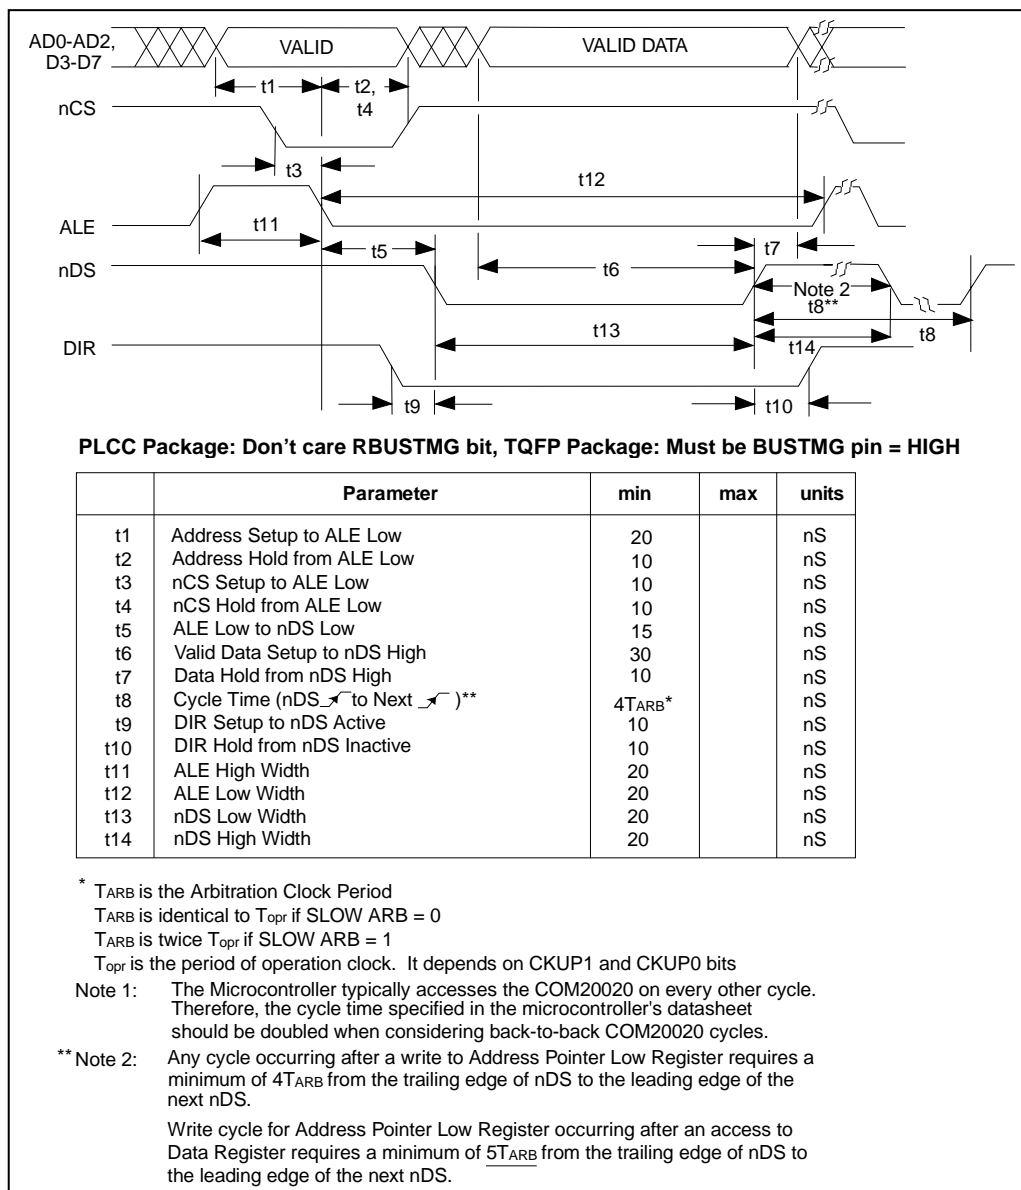 AD0-AD2,
D3-D7
VALID
VALID DATA
t1
t2,
t4
nCS
t3
t12
ALE
t11
t5
t7
nDS
t6
Note 2
t8**
t13
t8
DIR
t14
t9
t10
PLCC Package: Don't care RBUSTMG bit, TQFP Package: Must be BUSTMG pin = HIGH
Parameter min max units
t1 Address Setup to ALE Low 20 nS
t2 Address Hold from ALE Low 10 nS
t3 nCS Setup to ALE Low 10 nS
t4 nCS Hold from ALE Low 10 nS
t5 ALE Low to nDS Low 15 nS
t6 Valid Data Setup to nDS High 30 nS
t7 Data Hold from nDS High 10 nS
t8 Cycle Time (nDS to Next )** 4TARB* nS
t9 DIR Setup to nDS Active 10 nS
t10 DIR Hold from nDS Inactive 10 nS
t11 ALE High Width 20 nS
t12 ALE Low Width 20 nS
t13 nDS Low Width 20 nS
t14 nDS High Width 20 nS
* TARB is the Arbitration Clock Period
TARB is identical to Topr if SLOW ARB = 0
TARB is twice Topr if SLOW ARB = 1
Topr is the period of operation clock. It depends on CKUP1 and CKUP0 bits
Note 1: The Microcontroller typically accesses the COM20020 on every other cycle.
Therefore, the cycle time specified in the microcontroller's datasheet
should be doubled when considering back-to-back COM20020 cycles.
** Note 2: Any cycle occurring after a write to Address Pointer Low Register requires a
minimum of 4TARB from the trailing edge of nDS to the leading edge of the
next nDS.
Write cycle for Address Pointer Low Register occurring after an access to
Data Register requires a minimum of 5TARB from the trailing edge of nDS to
the leading edge of the next nDS.